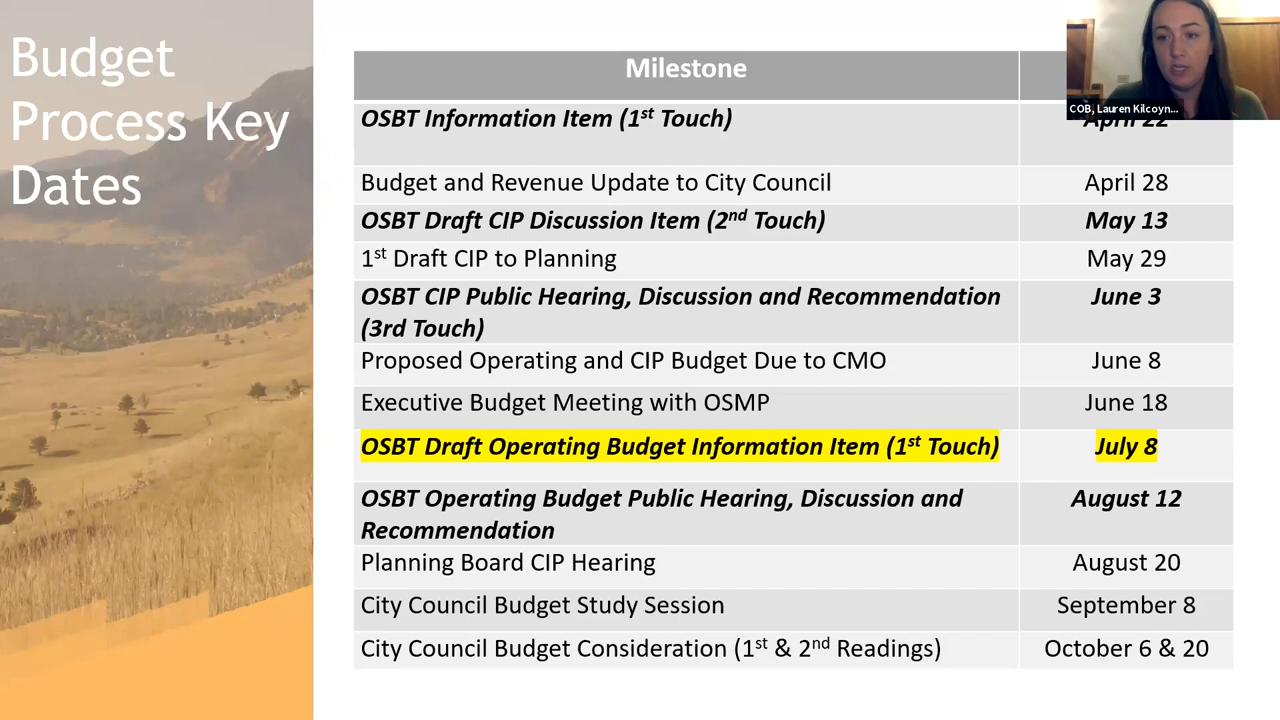 Budget
Process Key
Dates
Milestone
COB, Lauren Kilcoyn...
OSBT Information Item (1st Touch) April 22
Budget and Revenue Update to City Council April 28
OSBT Draft CIP Discussion Item (2nd Touch) May 13
1st Draft CIP to Planning May 29
OSBT CIP Public Hearing, Discussion and Recommendation June 3
(3rd Touch)
Proposed Operating and CIP Budget Due to CMO June 8
Executive Budget Meeting with OSMP June 18
OSBT Draft Operating Budget Information Item (1st Touch) July 8
OSBT Operating Budget Public Hearing, Discussion and August 12
Recommendation
Planning Board CIP Hearing August 20
City Council Budget Study Session September 8
City Council Budget Consideration (1st & 2nd Readings) October 6 & 20